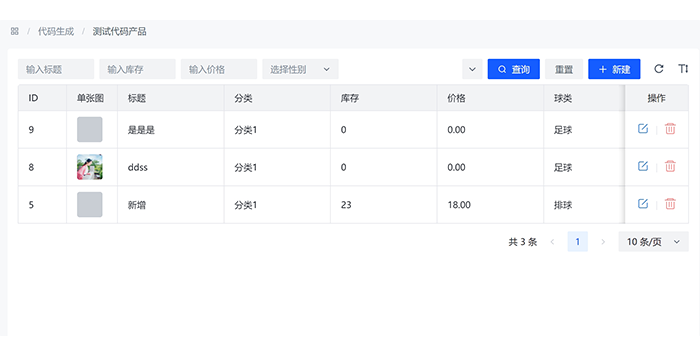 代码生成 / 测试代码产品
输入标题 输入库存 输入价格 选择性别 查询 重置 新建
ID 单张图 标题 分类 库存 价格 球类 操作
9 是是是 分类1 0 0.00 足球
8 ddss 分类1 0 0.00 足球
5 新增 分类1 23 18.00 排球
共 3 条 1 10 条/页